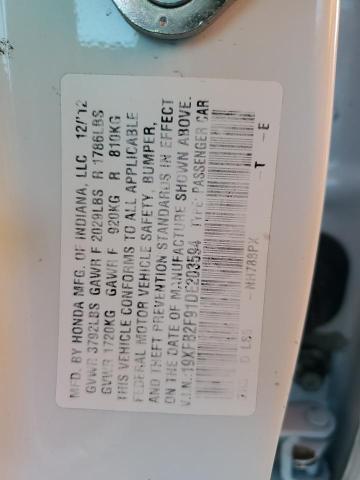 MFD. BY HONDA MFG. OF INDIANA, LLC 12/'12
GVWR 3792LBS GAWR F 2029LBS R 1786LBS
GVWR 1720KG GAWR F 920KG R 810KG
THIS VEHICLE CONFORMS TO ALL APPLICABLE
FEDERAL MOTOR VEHICLE SAFETY, BUMPER,
AND THEFT PREVENTION STANDARDS IN EFFECT
ON THE DATE OF MANUFACTURE SHOWN ABOVE.
V.I.N.:19XFB2F91DE203594 TYPE:PASSENGER CAR
NH788PX T E